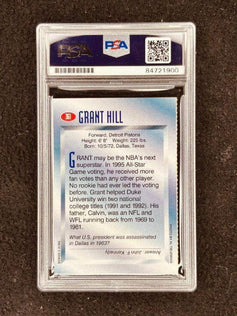 PSA
84721900
GRANT HILL
Forward, Detroit Pistons
Height: 6' 8" Weight: 225 lbs.
Born: 10/5/72, Dallas, Texas
GRANT may be the NBA's next
superstar. In 1995 All-Star
Game voting, he received more
fan votes than any other player.
No rookie had ever led the voting
before. Grant helped Duke
University win two national
college titles (1991 and 1992). His
father, Calvin, was an NFL and
WFL running back from 1969 to
1981.
What U.S. president was assassinated
in Dallas in 1963?
Answer: John F. Kennedy